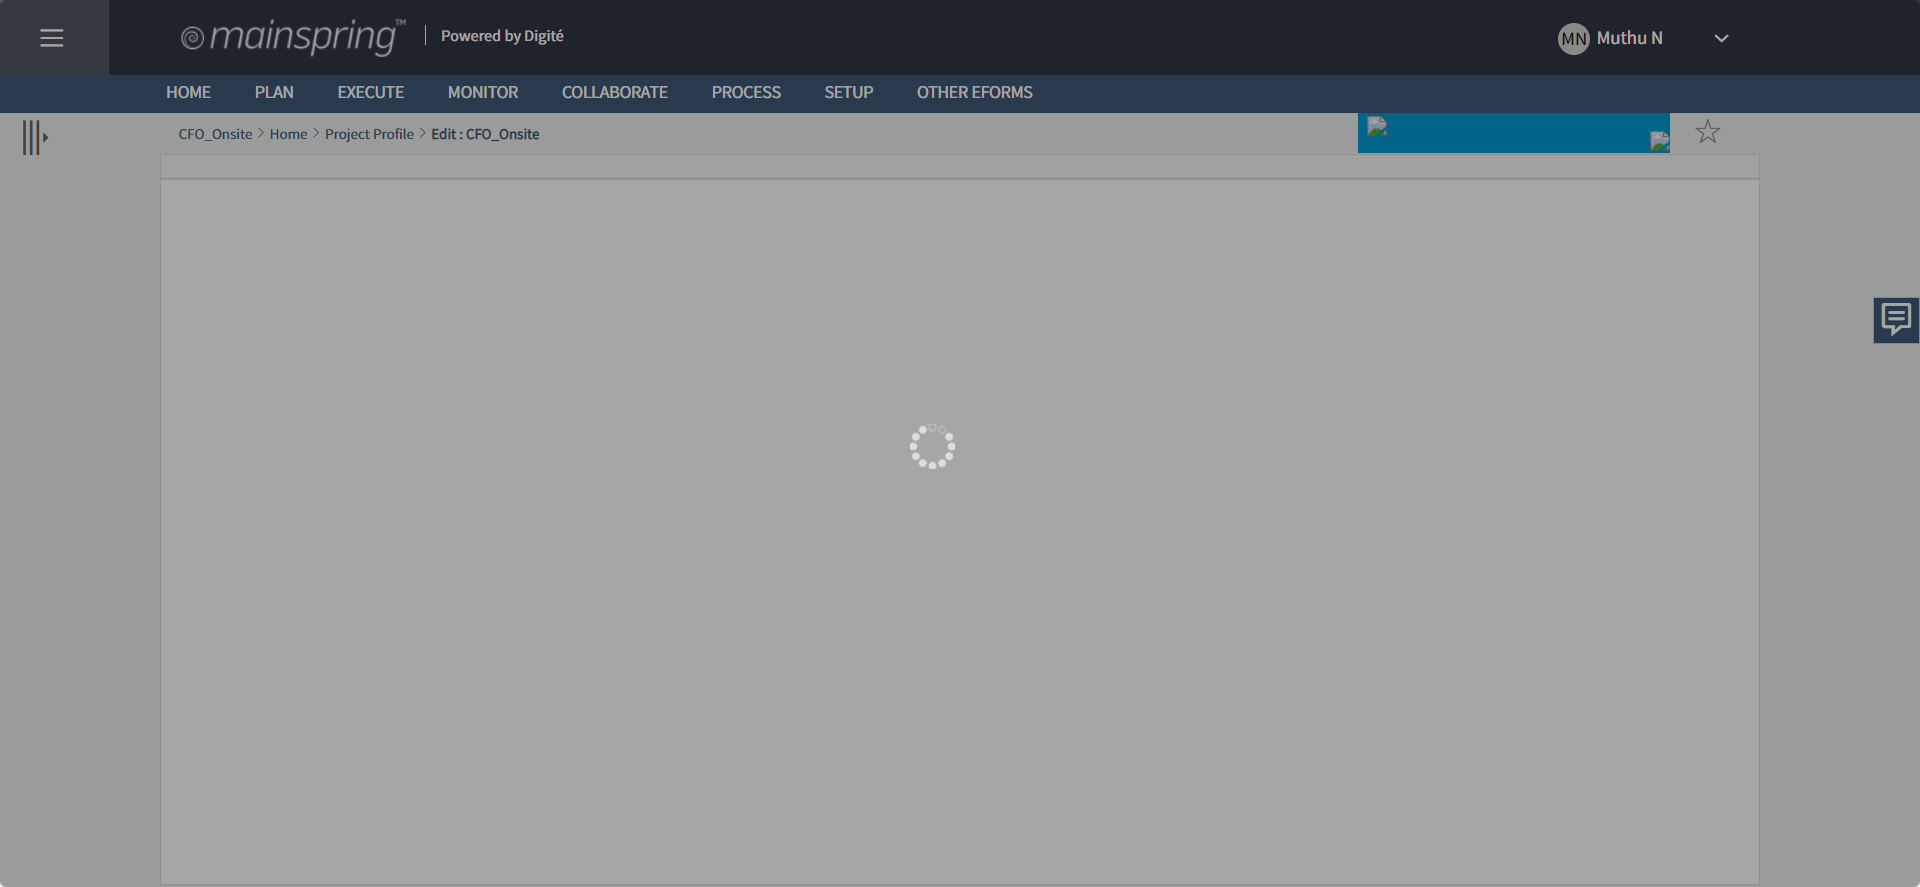 mainspring™
Powered by Digité
MN Muthu N
HOME PLAN EXECUTE MONITOR COLLABORATE PROCESS SETUP OTHER EFORMS
CFO_Onsite > Home > Project Profile > Edit : CFO_Onsite